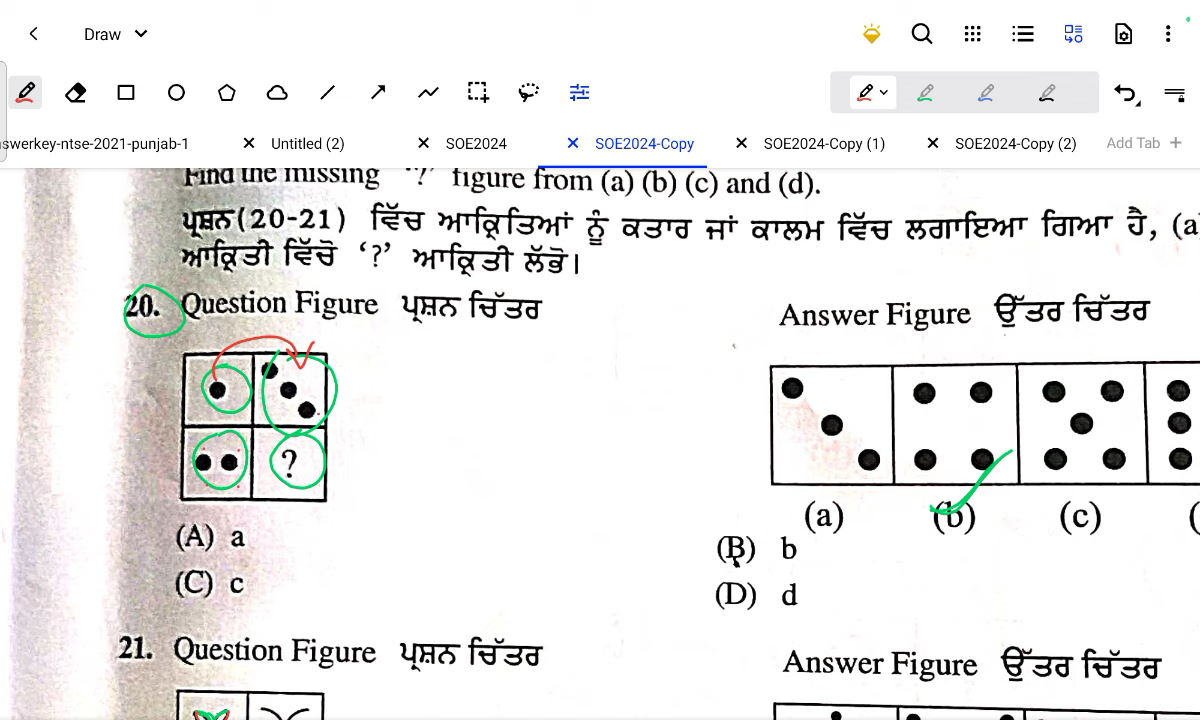 Draw
swerkey-ntse-2021-punjab-1
Untitled (2)
SOE2024
SOE2024-Copy
SOE2024-Copy (1)
SOE2024-Copy (2)
Add Tab +
Find the missing '?' figure from (a) (b) (c) and (d).
ਪ੍ਰਸ਼ਨ(20-21) ਵਿੱਚ ਆਕ੍ਰਿਤਿਆਂ ਨੂੰ ਕਤਾਰ ਜਾਂ ਕਾਲਮ ਵਿੱਚ ਲਗਾਇਆ ਗਿਆ ਹੈ, (a
ਆਕ੍ਰਿਤੀ ਵਿੱਚੋ ‘?’ ਆਕ੍ਰਿਤੀ ਲੱਭੋ।
20. Question Figure ਪ੍ਰਸ਼ਨ ਚਿੱਤਰ
Answer Figure ਉੱਤਰ ਚਿੱਤਰ
?
(a) (b) (c) (
(A) a
(B) b
(C) c
(D) d
21. Question Figure ਪ੍ਰਸ਼ਨ ਚਿੱਤਰ
Answer Figure ਉੱਤਰ ਚਿੱਤਰ